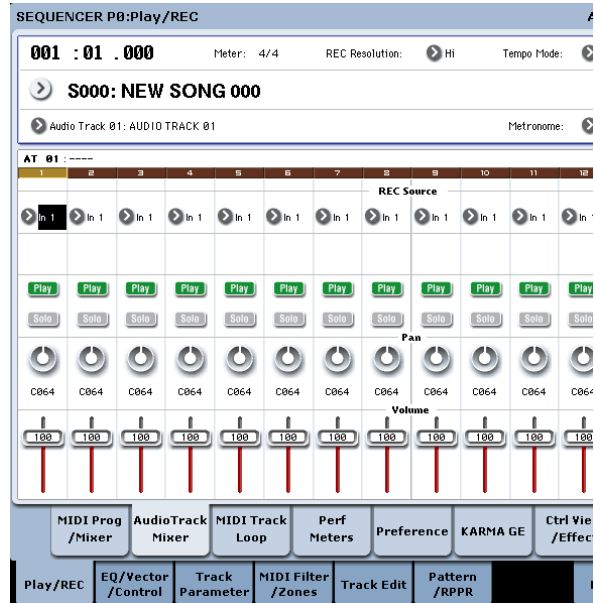 SEQUENCER P0:Play/REC
001 :01 .000 Meter: 4/4 REC Resolution: Hi Tempo Mode:
S000: NEW SONG 000
Audio Track 01: AUDIO TRACK 01 Metronome:
AT 01:----
1 2 3 4 5 6 7 8 9 10 11 12
REC Source
In 1 In 1 In 1 In 1 In 1 In 1 In 1 In 1 In 1 In 1 In 1 In 1
Play Play Play Play Play Play Play Play Play Play Play Play
Solo Solo Solo Solo Solo Solo Solo Solo Solo Solo Solo Solo
Pan
C064 C064 C064 C064 C064 C064 C064 C064 C064 C064 C064 C064
Volume
100 100 100 100 100 100 100 100 100 100 100 100
MIDI Prog /Mixer AudioTrack Mixer MIDI Track Loop Perf Meters Preference KARMA GE Ctrl Vie /Effec
Play/REC EQ/Vector /Control Track Parameter MIDI Filter /Zones Track Edit Pattern /RPPR